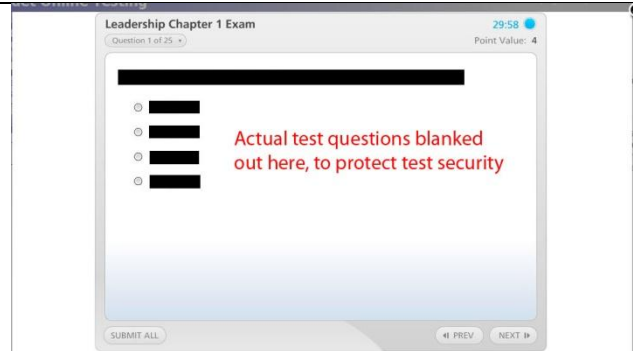 Leadership Chapter 1 Exam
29:58
Question 1 of 25
Point Value: 4
Actual test questions blanked
out here, to protect test security
SUBMIT ALL
PREV
NEXT